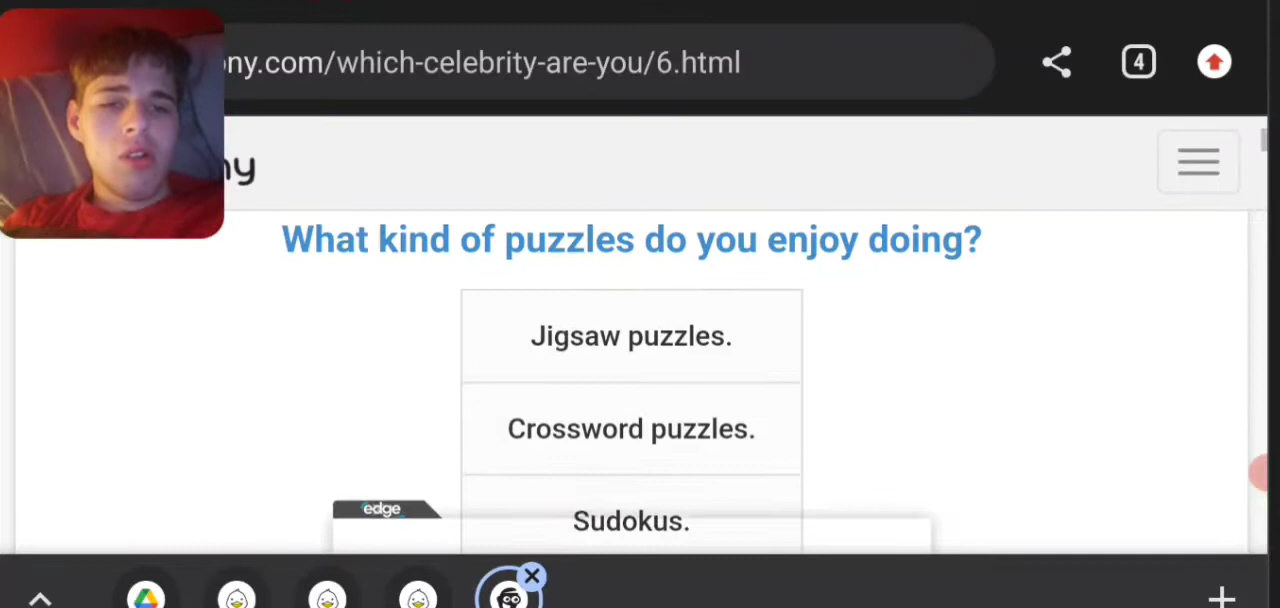 ny.com/which-celebrity-are-you/6.html
4
ny
What kind of puzzles do you enjoy doing?
Jigsaw puzzles.
Crossword puzzles.
edge
Sudokus.